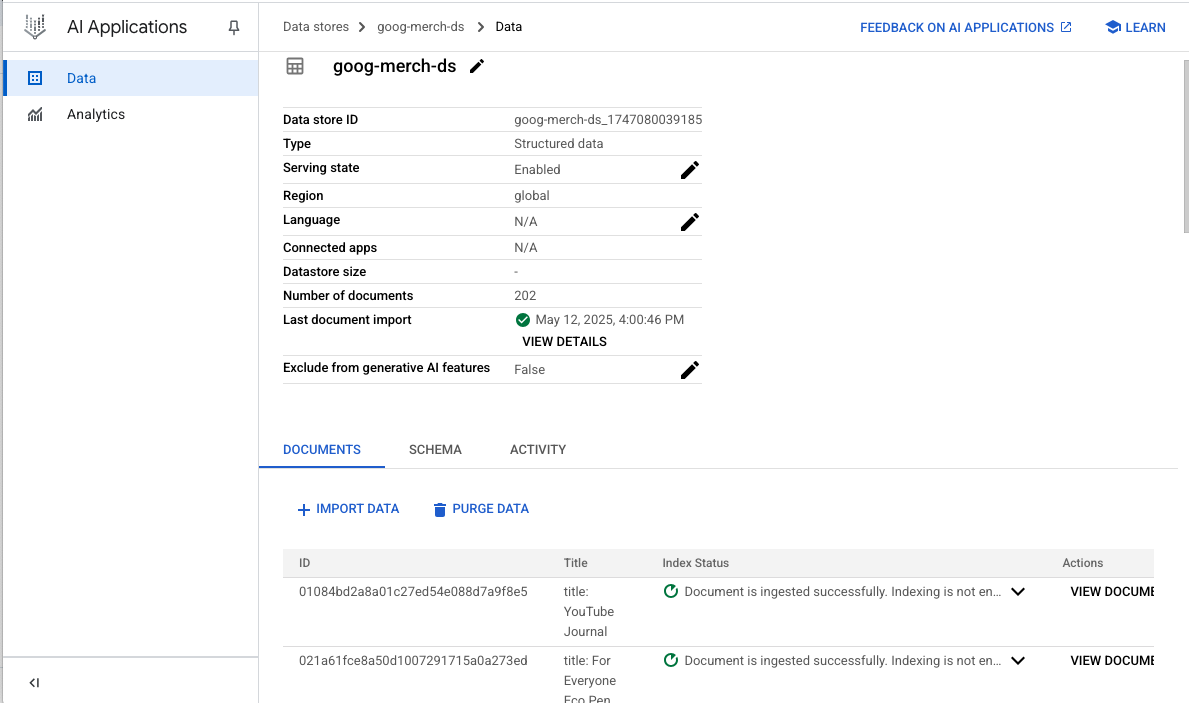 AI Applications
Data stores > goog-merch-ds > Data
FEEDBACK ON AI APPLICATIONS
LEARN
Data
Analytics
goog-merch-ds
Data store ID goog-merch-ds_1747080039185
Type Structured data
Serving state Enabled
Region global
Language N/A
Connected apps N/A
Datastore size -
Number of documents 202
Last document import May 12, 2025, 4:00:46 PM
VIEW DETAILS
Exclude from generative AI features False
DOCUMENTS SCHEMA ACTIVITY
IMPORT DATA PURGE DATA
ID Title Index Status Actions
01084bd2a8a01c27ed54e088d7a9f8e5 title: Document is ingested successfully. Indexing is not en... VIEW DOCUME
YouTube
Journal
021a61fce8a50d1007291715a0a273ed title: For Document is ingested successfully. Indexing is not en... VIEW DOCUME
Everyone
Eco Pen